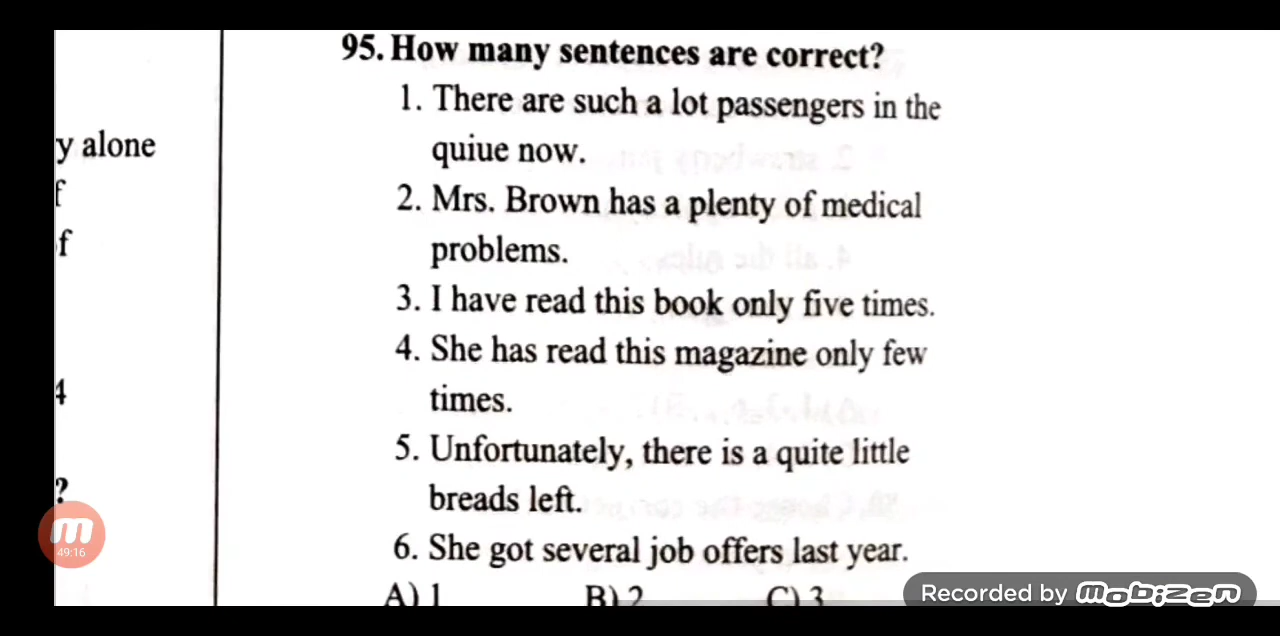 95. How many sentences are correct?
1. There are such a lot passengers in the
quiue now.
y alone
2. Mrs. Brown has a plenty of medical
f
f
problems.
3. I have read this book only five times.
4. She has read this magazine only few
4
times.
5. Unfortunately, there is a quite little
?
breads left.
49:16
6. She got several job offers last year.
A) 1 B) 2 C) 3
Recorded by mobizen